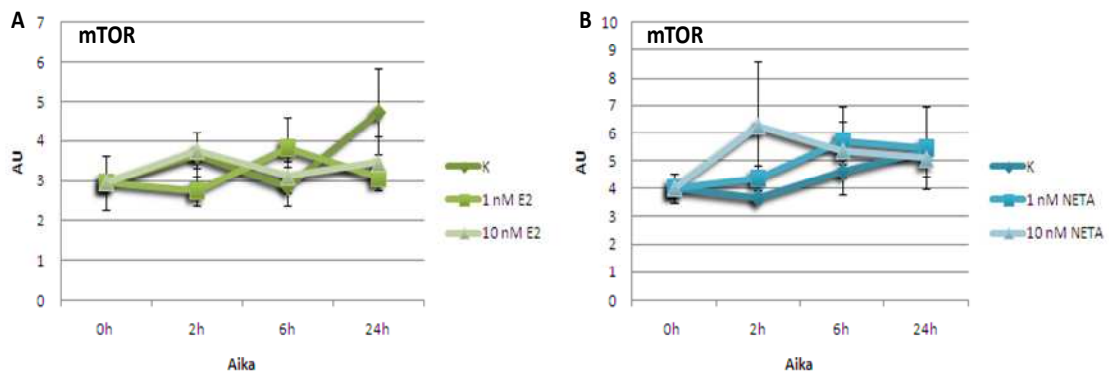 A
mTOR
7
6
5
4
3
2
1
0
AU
0h 2h 6h 24h
Aika
K
1 nM E2
10 nM E2
B
mTOR
10
9
8
7
6
5
4
3
2
1
0
AU
0h 2h 6h 24h
Aika
K
1 nM NETA
10 nM NETA